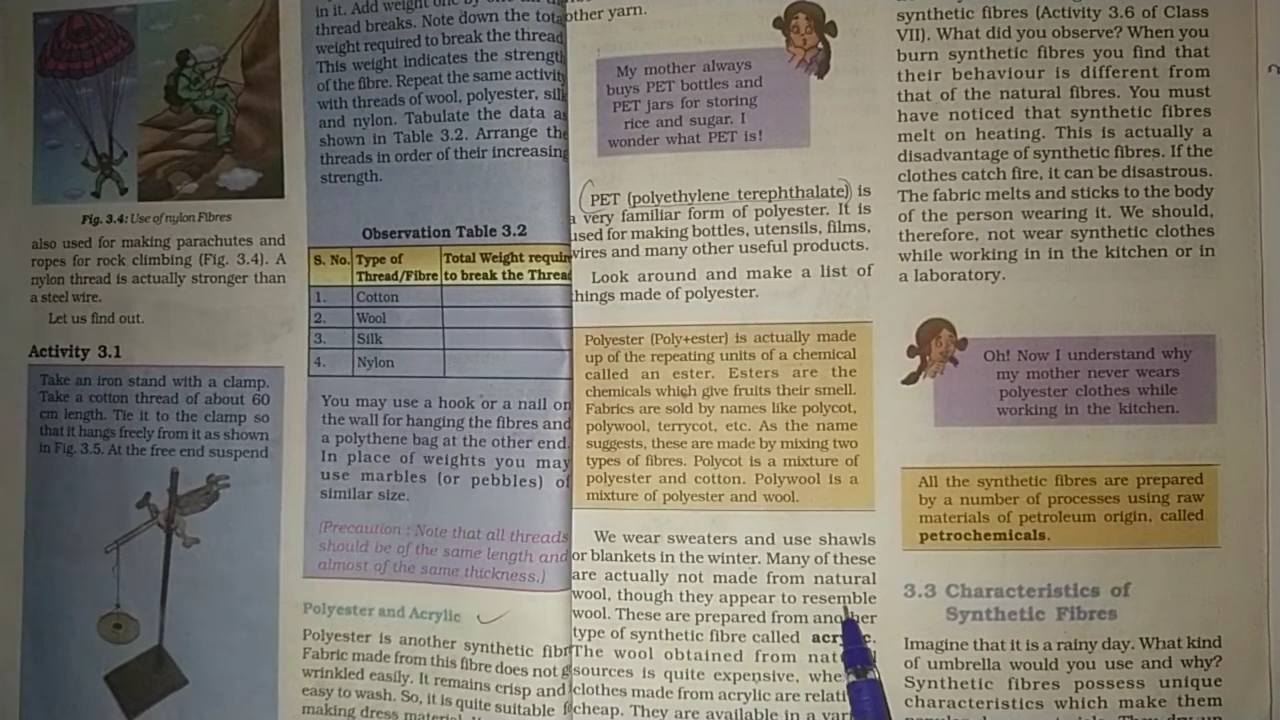 Fig. 3.4: Use of nylon Fibres
also used for making parachutes and
ropes for rock climbing (Fig. 3.4). A
nylon thread is actually stronger than
a steel wire.
Let us find out.
Activity 3.1
Take an iron stand with a clamp.
Take a cotton thread of about 60
cm length. Tie it to the clamp so
that it hangs freely from it as shown
in Fig. 3.5. At the free end suspend
in it. Add weight one by one
thread breaks. Note down the
weight required to break the thread
This weight indicates the
of the fibre. Repeat the same activity
with threads of wool, polyester,
and nylon. Tabulate the data as
shown in Table 3.2. Arrange the
threads in order of their increasing
strength.
Observation Table 3.2
S. No. Type of Thread/Fibre Total Weight to break the
1. Cotton
2. Wool
3. Silk
4. Nylon
You may use a hook or a nail on
the wall for hanging the fibres and
a polythene bag at the other end.
In place of weights you may
use marbles (or pebbles) of
similar size.
(Precaution : Note that all threads
should be of the same length and
almost of the same thickness.)
Polyester and Acrylic
Polyester is another synthetic
Fabric made from this fibre does not
wrinkled easily. It remains crisp and
easy to wash. So, it is quite suitable
making dress
other yarn.
My mother always
buys PET bottles and
PET jars for storing
rice and sugar. I
wonder what PET is!
PET (polyethylene terephthalate) is
a very familiar form of polyester. It is
used for making bottles, utensils, films,
wires and many other useful products.
Look around and make a list of
things made of polyester.
Polyester (Poly+ester) is actually made
up of the repeating units of a chemical
called an ester. Esters are the
chemicals which give fruits their smell.
Fabrics are sold by names like polycot,
polywool, terrycot, etc. As the name
suggests, these are made by mixing two
types of fibres. Polycot is a mixture of
polyester and cotton. Polywool is a
mixture of polyester and wool.
We wear sweaters and use shawls
or blankets in the winter. Many of these
are actually not made from natural
wool, though they appear to resemble
wool. These are prepared from another
type of synthetic fibre called
The wool obtained from
sources is quite expensive,
clothes made from acrylic are
cheap. They are available in a
synthetic fibres (Activity 3.6 of Class
VII). What did you observe? When you
burn synthetic fibres you find that
their behaviour is different from
that of the natural fibres. You must
have noticed that synthetic fibres
melt on heating. This is actually a
disadvantage of synthetic fibres. If the
clothes catch fire, it can be disastrous.
The fabric melts and sticks to the body
of the person wearing it. We should,
therefore, not wear synthetic clothes
while working in in the kitchen or in
a laboratory.
Oh! Now I understand why
my mother never wears
polyester clothes while
working in the kitchen.
All the synthetic fibres are prepared
by a number of processes using raw
materials of petroleum origin, called
petrochemicals.
3.3 Characteristics of
Synthetic Fibres
Imagine that it is a rainy day. What kind
of umbrella would you use and why?
Synthetic fibres possess unique
characteristics which make them